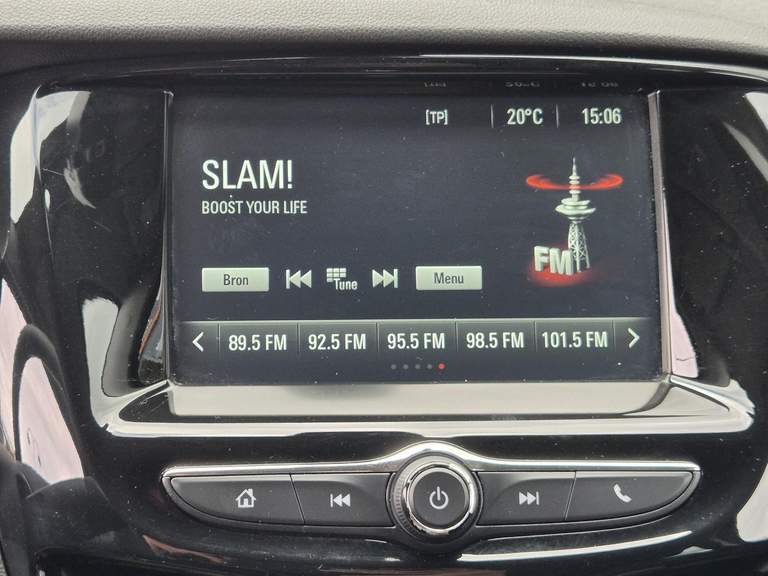 [TP] 20°C 15:06
SLAM!
BOOST YOUR LIFE
FM
Bron Tune Menu
89.5 FM 92.5 FM 95.5 FM 98.5 FM 101.5 FM